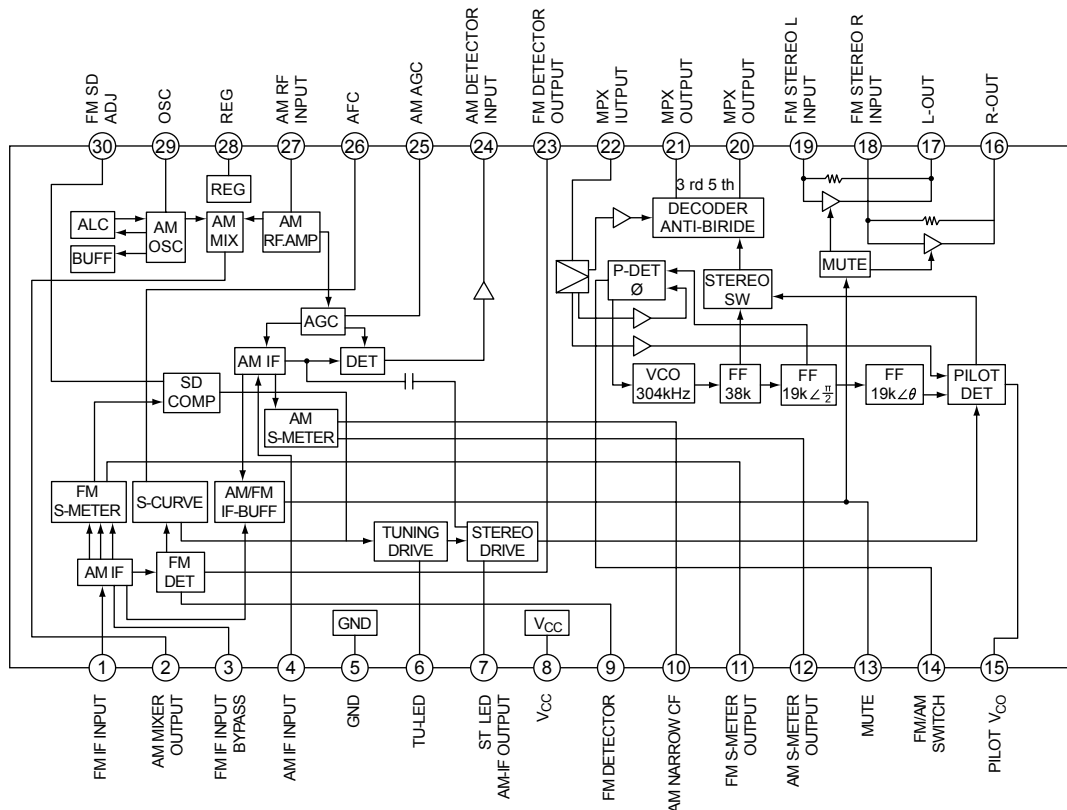 FM SD
ADJ
OSC
REG
AM RF
INPUT
AFC
AM AGC
AM DETECTOR
INPUT
FM DETECTOR
OUTPUT
MPX
IUTPUT
MPX
OUTPUT
MPX
OUTPUT
FM STEREO L
INPUT
FM STEREO R
INPUT
L-OUT
R-OUT
30 29 28 27 26 25 24 23 22 21 20 19 18 17 16
REG
3 rd 5 th
ALC
AM
OSC
AM
MIX
AM
RF.AMP
BUFF
DECODER
ANTI-BIRIDE
MUTE
P-DET
Ø
STEREO
SW
AGC
AM IF
DET
SD
COMP
VCO
304kHz
FF
38k
FF
19k∠π/2
FF
19k∠θ
PILOT
DET
AM
S-METER
FM
S-METER
S-CURVE
AM/FM
IF-BUFF
TUNING
DRIVE
STEREO
DRIVE
AM IF
FM
DET
GND
VCC
1 2 3 4 5 6 7 8 9 10 11 12 13 14 15
FM IF INPUT
AM MIXER
OUTPUT
FM IF INPUT
BYPASS
AM IF INPUT
GND
TU-LED
ST LED
AM-IF OUTPUT
VCC
FM DETECTOR
AM NARROW CF
FM S-METER
OUTPUT
AM S-METER
OUTPUT
MUTE
FM/AM
SWITCH
PILOT VCO